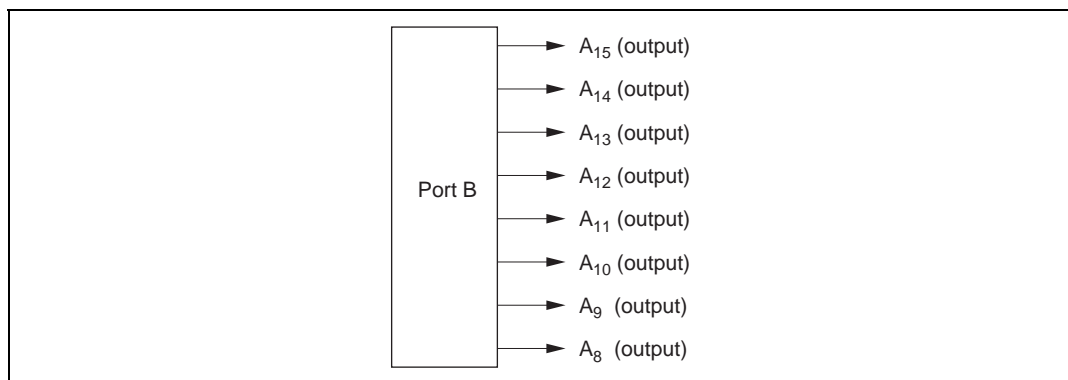 A15 (output)
A14 (output)
A13 (output)
A12 (output)
Port B
A11 (output)
A10 (output)
A9 (output)
A8 (output)